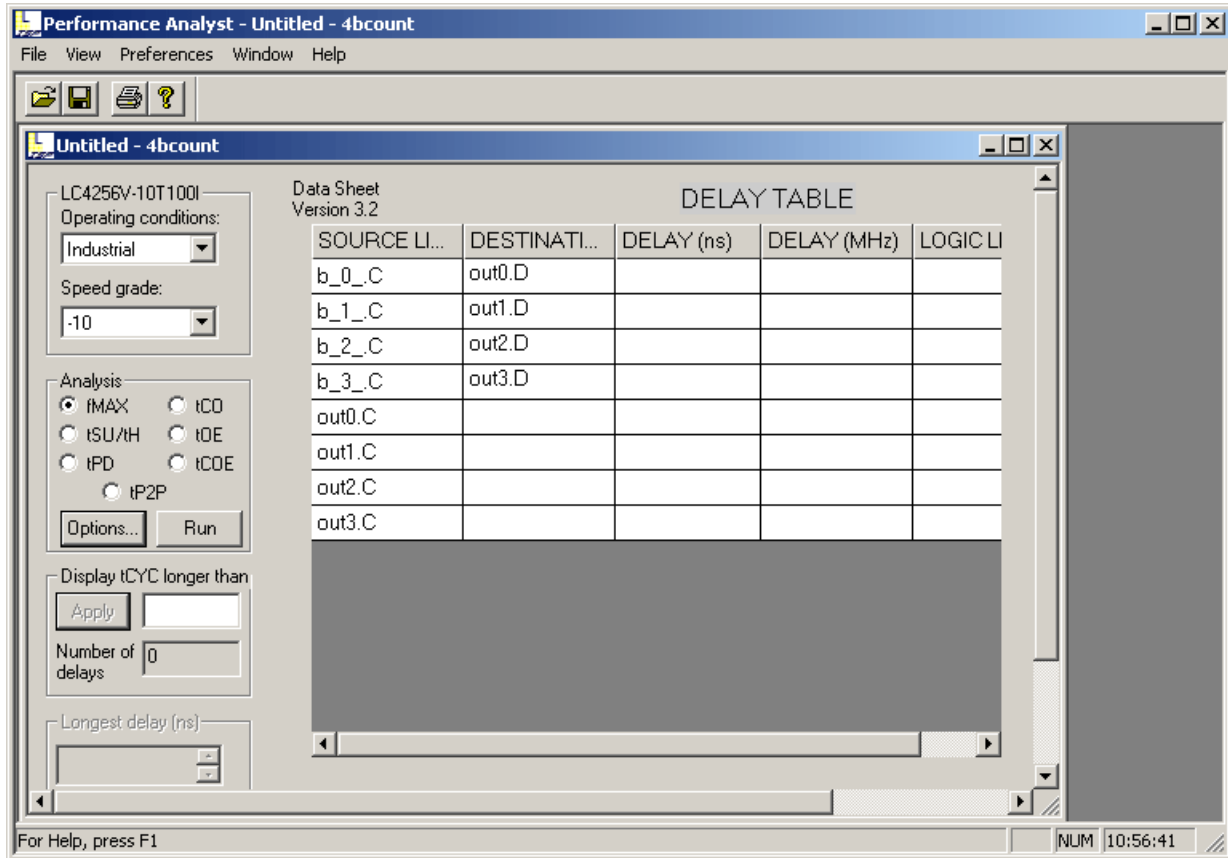 Performance Analyst - Untitled - 4bcount
File View Preferences Window Help
Untitled - 4bcount
LC4256V-10T100I
Operating conditions:
Industrial
Speed grade:
-10
Analysis
fMAX tCO
tSU/tH tOE
tPD tCOE
tP2P
Options... Run
Display tCYC longer than
Apply
Number of delays 0
Longest delay (ns)
Data Sheet
Version 3.2
DELAY TABLE
SOURCE LI... DESTINATI... DELAY (ns) DELAY (MHz) LOGIC LI
b_0_.C out0.D
b_1_.C out1.D
b_2_.C out2.D
b_3_.C out3.D
out0.C
out1.C
out2.C
out3.C
For Help, press F1 NUM 10:56:41